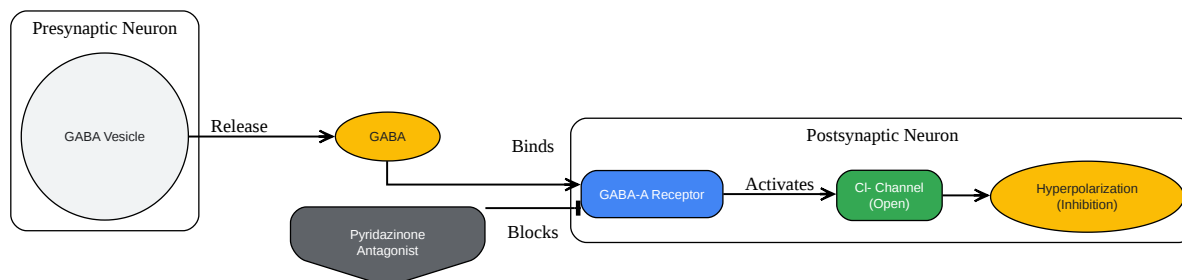 Presynaptic Neuron
GABA Vesicle
Release
GABA
Binds
Postsynaptic Neuron
GABA-A Receptor
Activates
Cl- Channel
(Open)
Hyperpolarization
(Inhibition)
Pyridazinone
Antagonist
Blocks